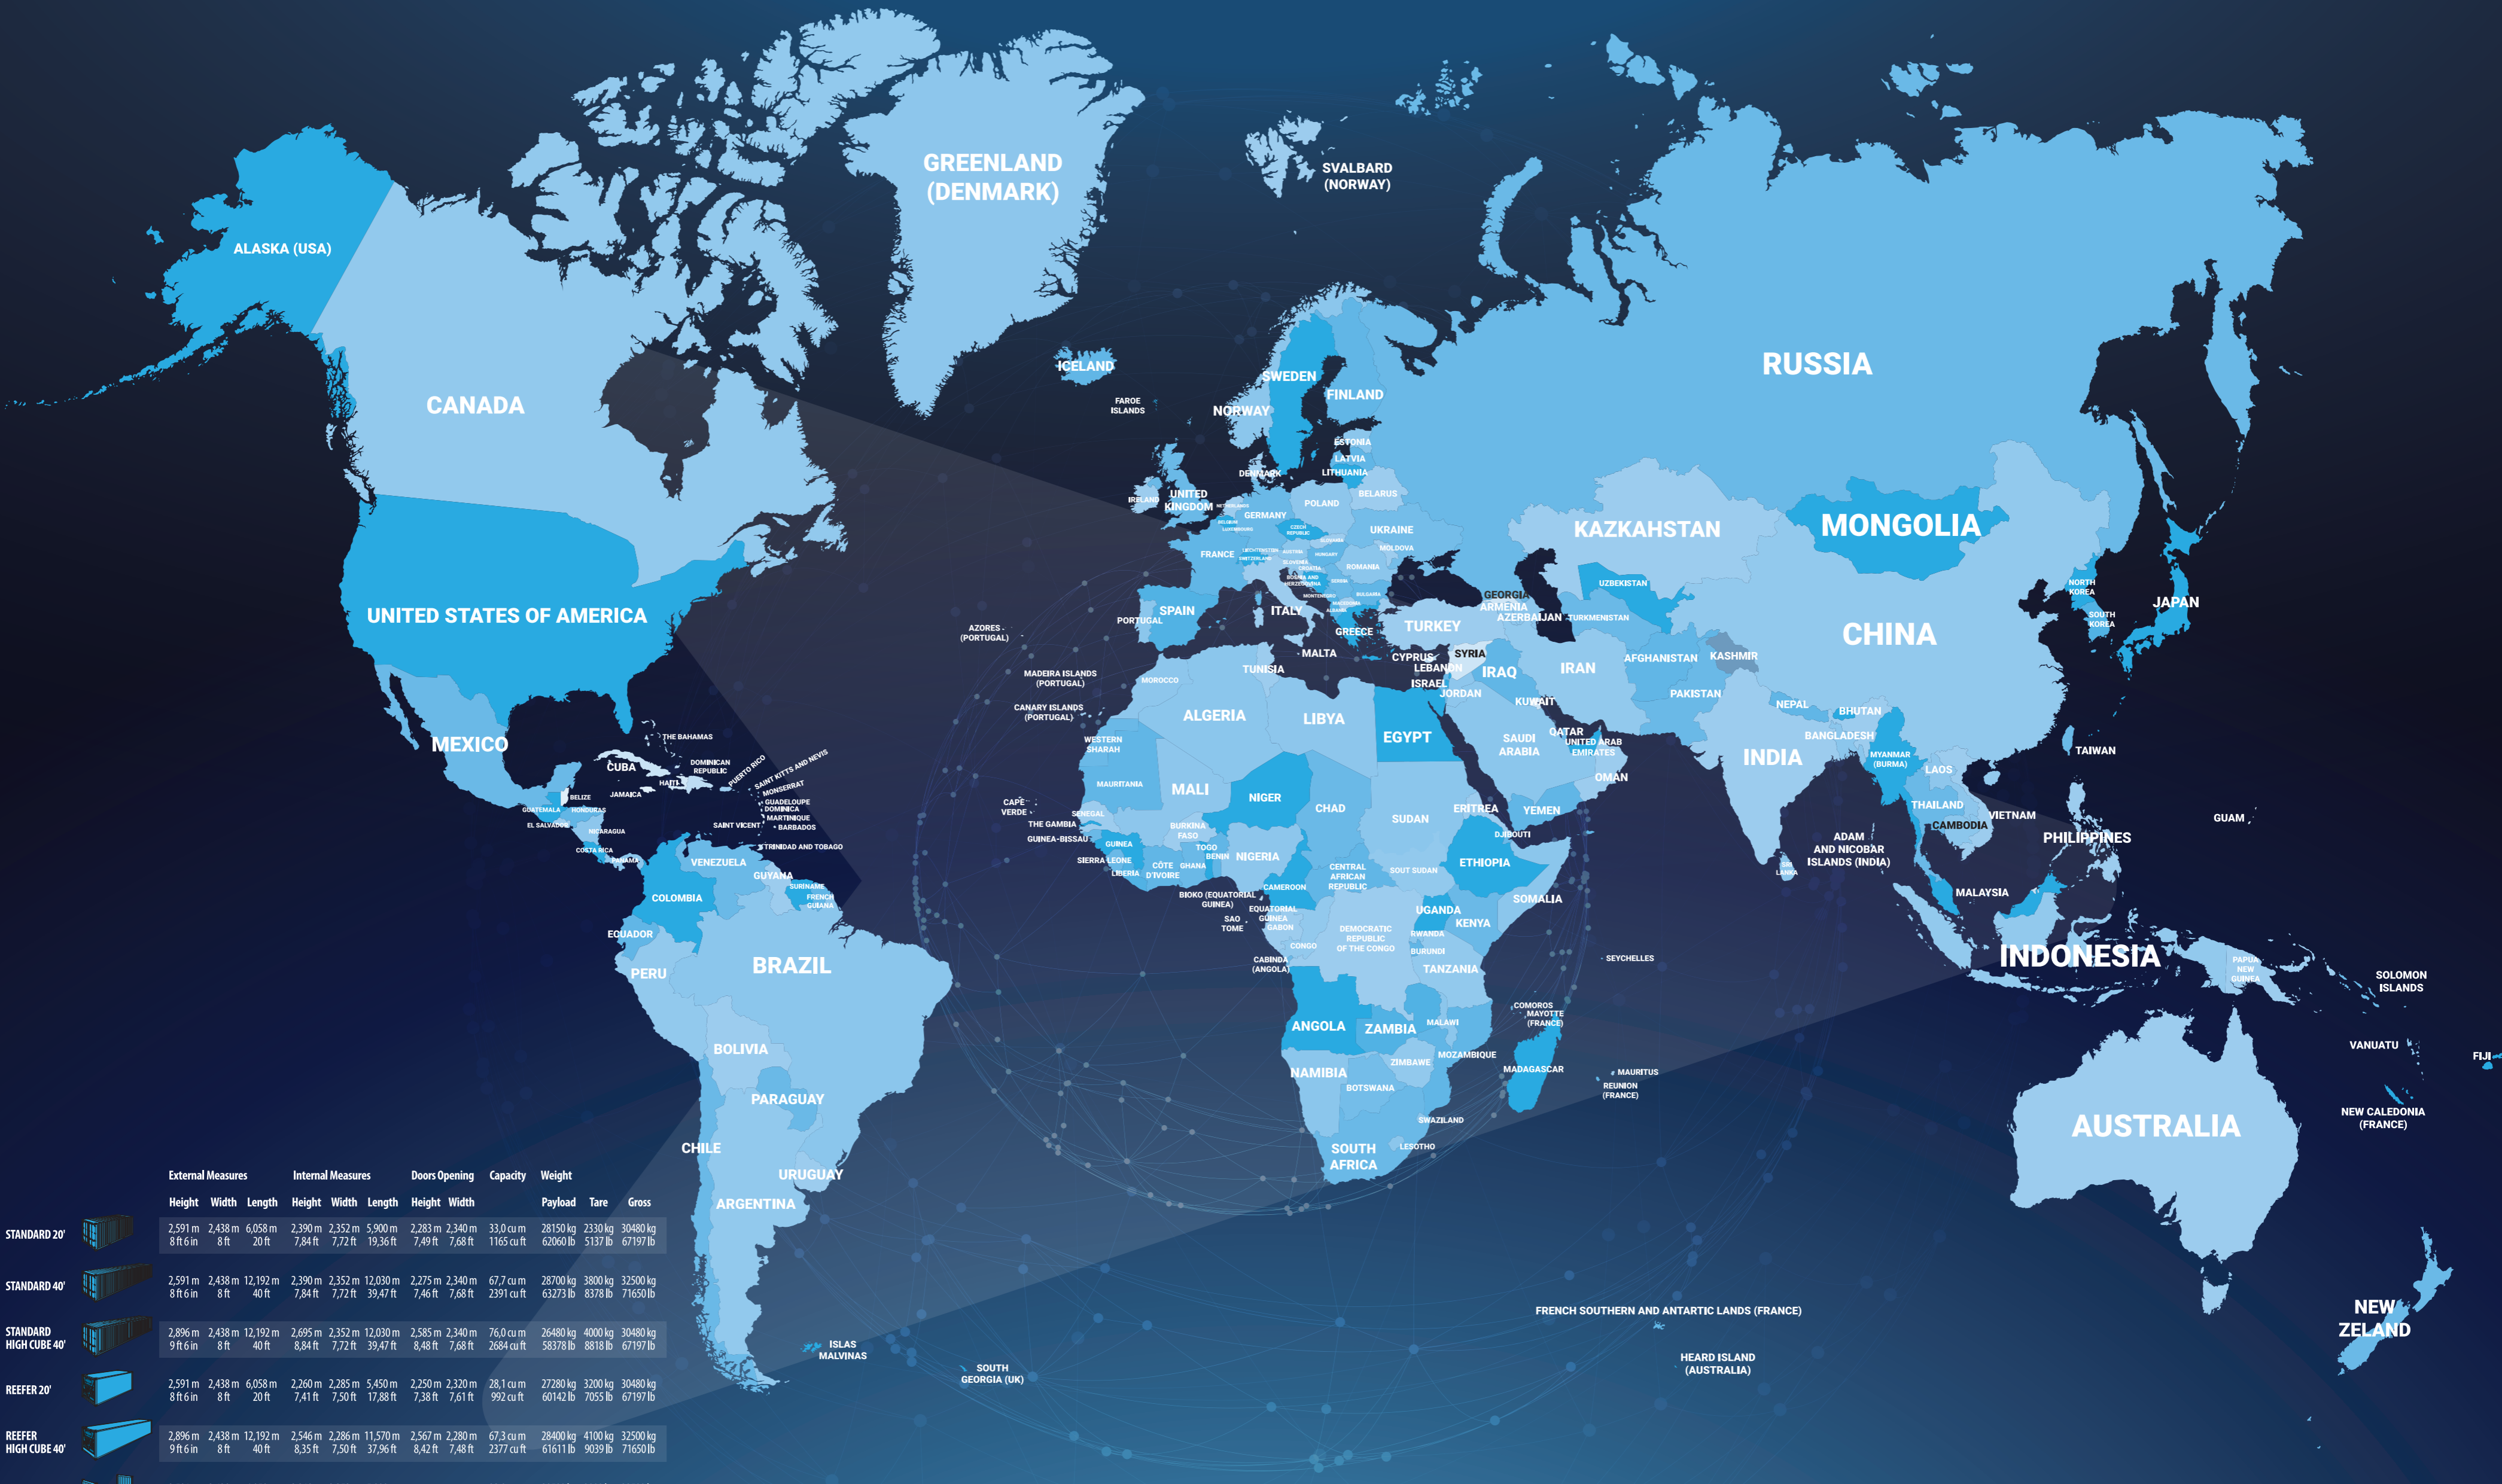 GREENLAND
(DENMARK)
SVALBARD
(NORWAY)
ALASKA (USA)
RUSSIA
ICELAND
SWEDEN
FINLAND
FAROE
ISLANDS
NORWAY
CANADA
ESTONIA
LATVIA
DENMARK
LITHUANIA
IRELAND
UNITED
KINGDOM
BELARUS
POLAND
NETHERLANDS
GERMANY
BELGIUM
LUXEMBOURG
CZECH
REPUBLIC
UKRAINE
KAZKAHSTAN
MONGOLIA
SLOVAKIA
FRANCE
LIECHTENSTEIN
SWITZERLAND
AUSTRIA
HUNGARY
MOLDOVA
SLOVENIA
CROATIA
ROMANIA
BOSNIA AND
HERZEGOVINA
SERBIA
MONTENEGRO
BULGARIA
MACEDONIA
ALBANIA
UZBEKISTAN
NORTH
KOREA
JAPAN
GEORGIA
ARMENIA
AZERBAIJAN
TURKMENISTAN
SOUTH
KOREA
UNITED STATES OF AMERICA
SPAIN
PORTUGAL
ITALY
GREECE
TURKEY
CHINA
AZORES
(PORTUGAL)
MALTA
CYPRUS
SYRIA
LEBANON
ISRAEL
IRAQ
IRAN
AFGHANISTAN
KASHMIR
MADEIRA ISLANDS
(PORTUGAL)
TUNISIA
MOROCCO
JORDAN
KUWAIT
PAKISTAN
NEPAL
BHUTAN
CANARY ISLANDS
(PORTUGAL)
ALGERIA
LIBYA
EGYPT
SAUDI
ARABIA
QATAR
UNITED ARAB
EMIRATES
BANGLADESH
MEXICO
THE BAHAMAS
WESTERN
SHARAH
INDIA
MYANMAR
(BURMA)
TAIWAN
CUBA
DOMINICAN
REPUBLIC
PUERTO RICO
SAINT KITTS AND NEVIS
MONSERRAT
HAITI
JAMAICA
BELIZE
GUADELOUPE
DOMINICA
MARTINIQUE
BARBADOS
SAINT VICENT
OMAN
LAOS
MAURITANIA
MALI
NIGER
CHAD
SUDAN
ERITREA
YEMEN
THAILAND
VIETNAM
CAMBODIA
GUAM
PHILIPPINES
ADAM
AND NICOBAR
ISLANDS (INDIA)
GUATEMALA
HONDURAS
EL SALVADOR
NICARAGUA
COSTA RICA
PANAMA
TRINIDAD AND TOBAGO
CAPE
VERDE
SENEGAL
THE GAMBIA
GUINEA-BISSAU
GUINEA
BURKINA
FASO
SIERRA LEONE
LIBERIA
CÔTE
D'IVOIRE
GHANA
TOGO
BENIN
NIGERIA
DJIBOUTI
ETHIOPIA
SRI
LANKA
VENEZUELA
GUYANA
SURINAME
FRENCH
GUIANA
COLOMBIA
CAMEROON
CENTRAL
AFRICAN
REPUBLIC
SOUT SUDAN
SOMALIA
MALAYSIA
BIOKO (EQUATORIAL
GUINEA)
EQUATORIAL
GUINEA
GABON
SAO
TOME
UGANDA
KENYA
ECUADOR
CONGO
DEMOCRATIC
REPUBLIC
OF THE CONGO
RWANDA
BURUNDI
TANZANIA
INDONESIA
SEYCHELLES
PERU
BRAZIL
CABINDA
(ANGOLA)
PAPUA
NEW
GUINEA
SOLOMON
ISLANDS
COMOROS
MAYOTTE
(FRANCE)
ANGOLA
ZAMBIA
MALAWI
BOLIVIA
MOZAMBIQUE
ZIMBAWE
MADAGASCAR
MAURITUS
REUNION
(FRANCE)
VANUATU
FIJI
NAMIBIA
BOTSWANA
PARAGUAY
SWAZILAND
AUSTRALIA
NEW CALEDONIA
(FRANCE)
CHILE
SOUTH
AFRICA
LESOTHO
URUGUAY
ARGENTINA
FRENCH SOUTHERN AND ANTARTIC LANDS (FRANCE)
NEW
ZELAND
ISLAS
MALVINAS
SOUTH
GEORGIA (UK)
HEARD ISLAND
(AUSTRALIA)
External Measures Internal Measures Doors Opening Capacity Weight
Height Width Length Height Width Length Height Width Payload Tare Gross
STANDARD 20'
2,591 m 2,438 m 6,058 m 2,390 m 2,352 m 5,900 m 2,283 m 2,340 m 33,0 cu m 28150 kg 2330 kg 30480 kg
8 ft 6 in 8 ft 20 ft 7,84 ft 7,72 ft 19,36 ft 7,49 ft 7,68 ft 1165 cu ft 62060 lb 5137 lb 67197 lb
STANDARD 40'
2,591 m 2,438 m 12,192 m 2,390 m 2,352 m 12,030 m 2,275 m 2,340 m 67,7 cu m 28700 kg 3800 kg 32500 kg
8 ft 6 in 8 ft 40 ft 7,84 ft 7,72 ft 39,47 ft 7,46 ft 7,68 ft 2391 cu ft 63273 lb 8378 lb 71650 lb
STANDARD
HIGH CUBE 40'
2,896 m 2,438 m 12,192 m 2,695 m 2,352 m 12,030 m 2,585 m 2,340 m 76,0 cu m 26480 kg 4000 kg 30480 kg
9 ft 6 in 8 ft 40 ft 8,84 ft 7,72 ft 39,47 ft 8,48 ft 7,68 ft 2684 cu ft 58378 lb 8818 lb 67197 lb
REEFER 20'
2,591 m 2,438 m 6,058 m 2,260 m 2,285 m 5,450 m 2,250 m 2,320 m 28,1 cu m 27280 kg 3200 kg 30480 kg
8 ft 6 in 8 ft 20 ft 7,41 ft 7,50 ft 17,88 ft 7,38 ft 7,61 ft 992 cu ft 60142 lb 7055 lb 67197 lb
REEFER
HIGH CUBE 40'
2,896 m 2,438 m 12,192 m 2,546 m 2,286 m 11,570 m 2,567 m 2,280 m 67,3 cu m 28400 kg 4100 kg 32500 kg
9 ft 6 in 8 ft 40 ft 8,35 ft 7,50 ft 37,96 ft 8,42 ft 7,48 ft 2377 cu ft 61611 lb 9039 lb 71650 lb